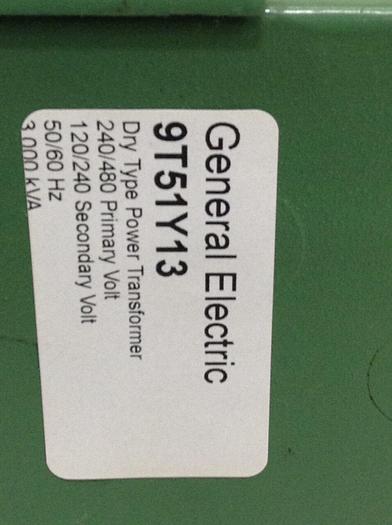 General Electric
9T51Y13
Dry Type Power Transformer
240/480 Primary Volt
120/240 Secondary Volt
50/60 Hz
3.000 kVA